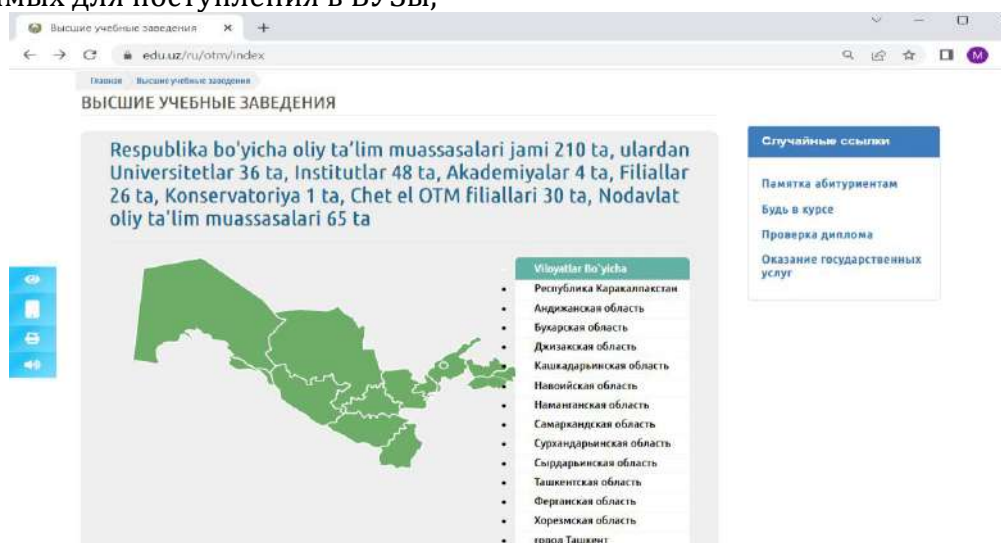 мых для поступления в ВУЗы;
Высшие учебные заведения
edu.uz/ru/otm/index
M
Главная Высшие учебные заведения
ВЫСШИЕ УЧЕБНЫЕ ЗАВЕДЕНИЯ
Respublika bo'yicha oliy ta'lim muassasalari jami 210 ta, ulardan
Universitetlar 36 ta, Institutlar 48 ta, Akademiyalar 4 ta, Filiallar
26 ta, Konservatoriya 1 ta, Chet el OTM filiallari 30 ta, Nodavlat
oliy ta'lim muassasalari 65 ta
Viloyatlar Bo`yicha
Республика Каракалпакстан
Андижанская область
Бухарская область
Джизакская область
Кашкадарьинская область
Навоийская область
Наманганская область
Самаркандская область
Сурхандарьинская область
Сырдарьинская область
Ташкентская область
Ферганская область
Хорезмская область
город Ташкент
Случайные ссылки
Памятка абитуриентам
Будь в курсе
Проверка диплома
Оказание государственных
услуг